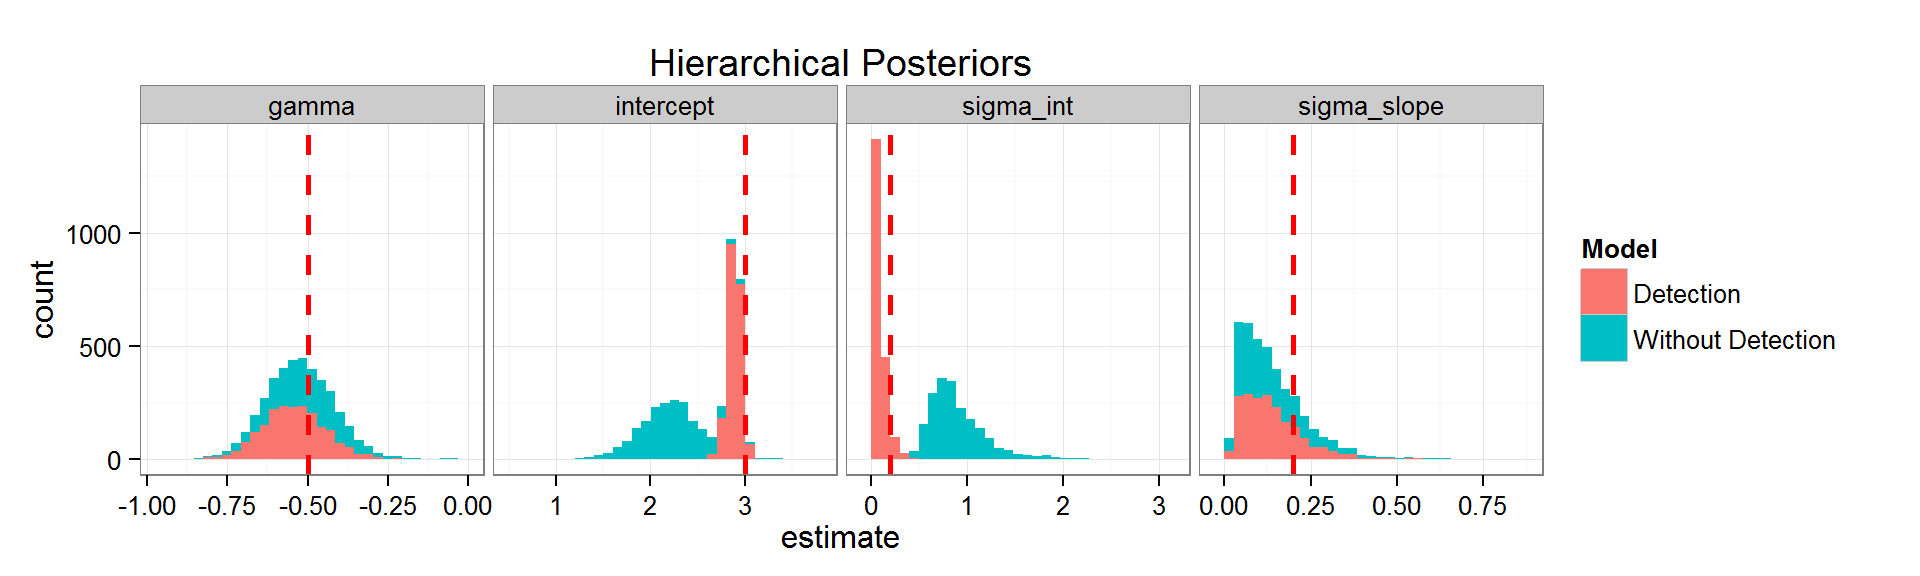 Hierarchical Posteriors
gamma intercept sigma_int sigma_slope
count
1000
500
0
-1.00 -0.75 -0.50 -0.25 0.00 1 2 3 0 1 2 3 0.00 0.25 0.50 0.75
estimate
Model
Detection
Without Detection